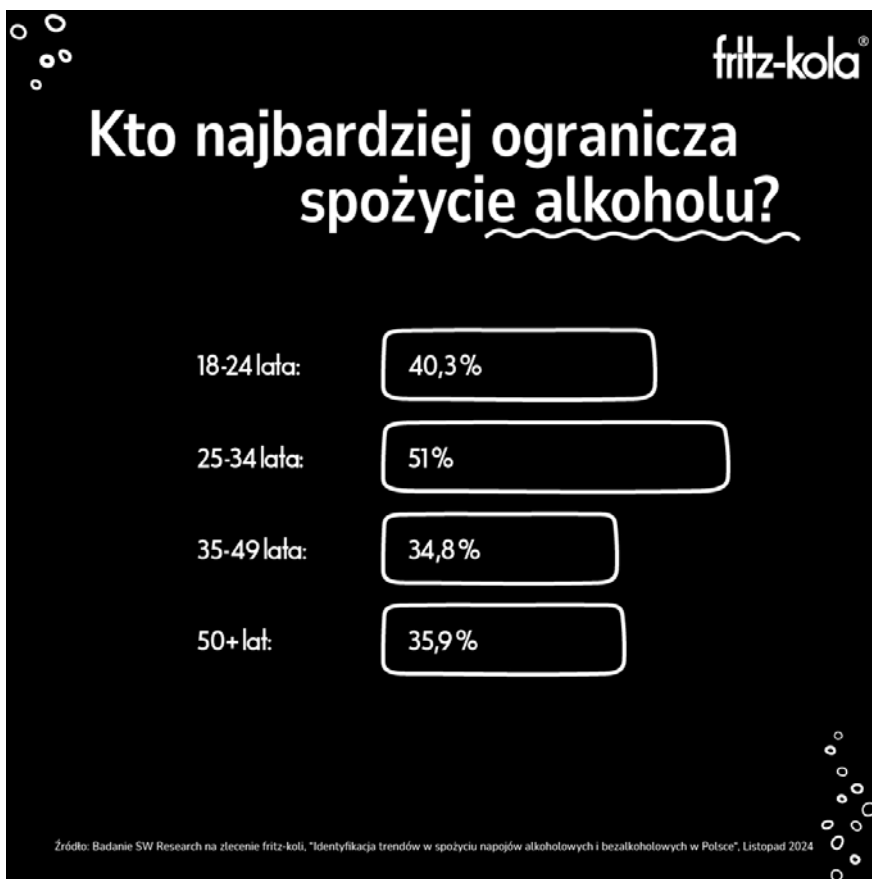 fritz-kola®
Kto najbardziej ogranicza
spożycie alkoholu?
18-24 lata:
40,3%
25-34 lata:
51%
35-49 lata:
34,8%
50+ lat:
35,9%
Źródło: Badanie SW Research na zlecenie fritz-koli, "Identyfikacja trendów w spożyciu napojów alkoholowych i bezalkoholowych w Polsce", Listopad 2024